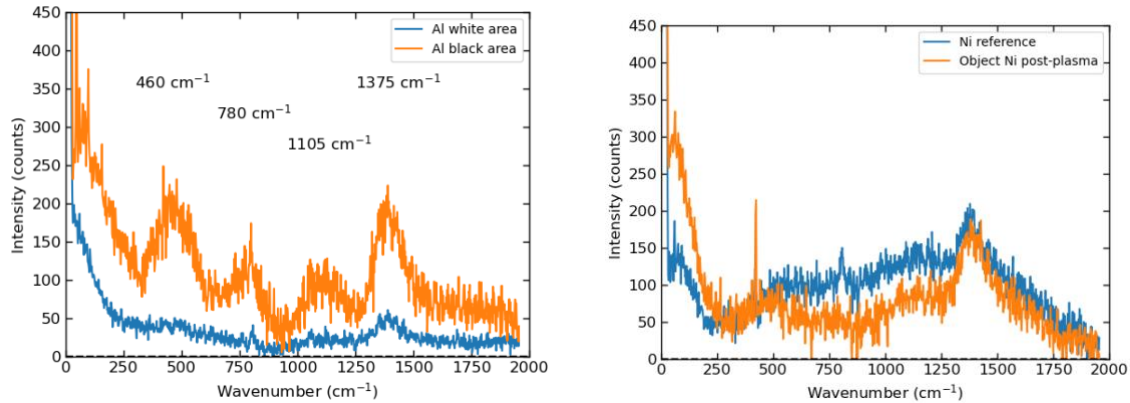 450
400
350
300
250
200
150
100
50
0
Intensity (counts)
Al white area
Al black area
460 cm⁻¹
780 cm⁻¹
1105 cm⁻¹
1375 cm⁻¹
0 250 500 750 1000 1250 1500 1750 2000
Wavenumber (cm⁻¹)
450
400
350
300
250
200
150
100
50
0
Intensity (counts)
Ni reference
Object Ni post-plasma
0 250 500 750 1000 1250 1500 1750 2000
Wavenumber (cm⁻¹)